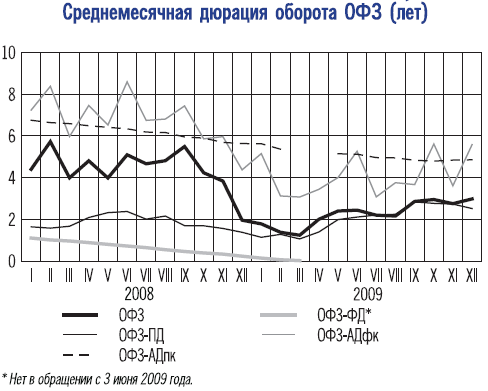 Среднемесячная дюрация оборота ОФЗ (лет)
10
8
6
4
2
0
I II III IV V VI VII VIII IX X XI XII I II III IV V VI VII VIII IX X XI XII
2008 2009
ОФЗ ОФЗ-ФД*
ОФЗ-ПД ОФЗ-АДфк
ОФЗ-АДпк
* Нет в обращении с 3 июня 2009 года.